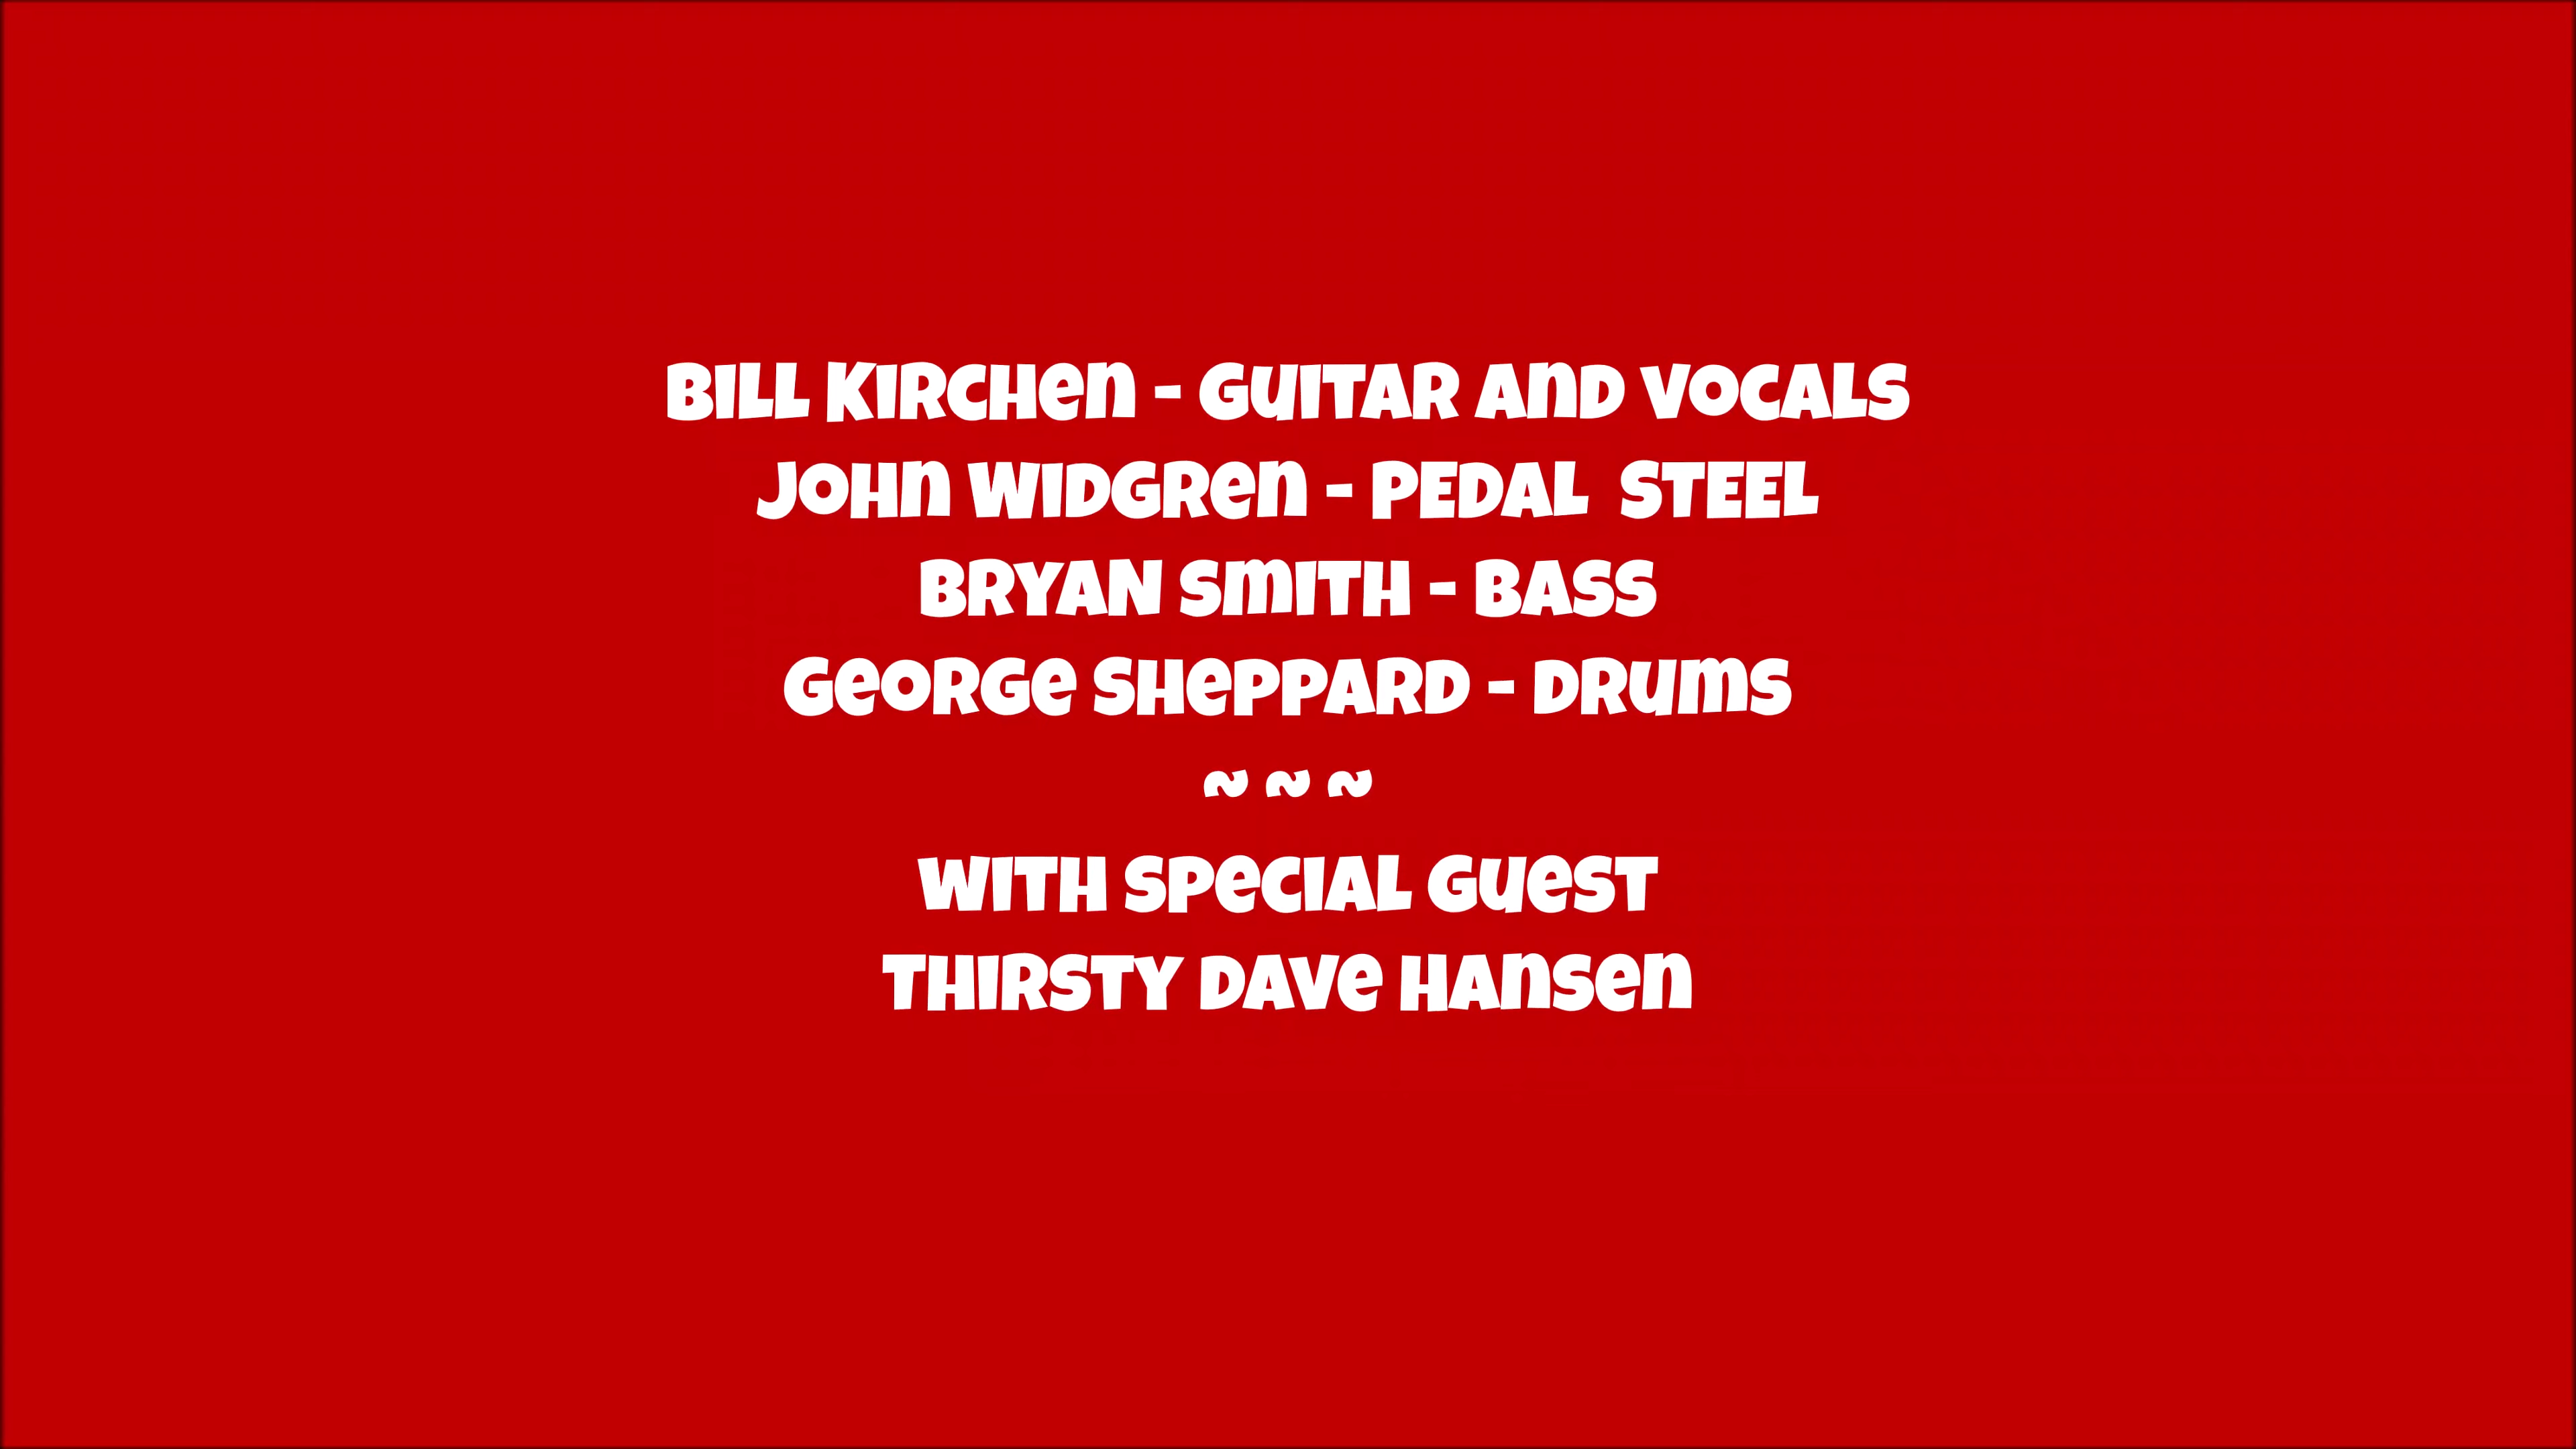 BILL KIRCHEN - GUITAR AND VOCALS
JOHN WIDGREN - PEDAL STEEL
BRYAN SMITH - BASS
GEORGE SHEPPARD - DRUMS
~ ~ ~
WITH SPECIAL GUEST
THIRSTY DAVE HANSEN